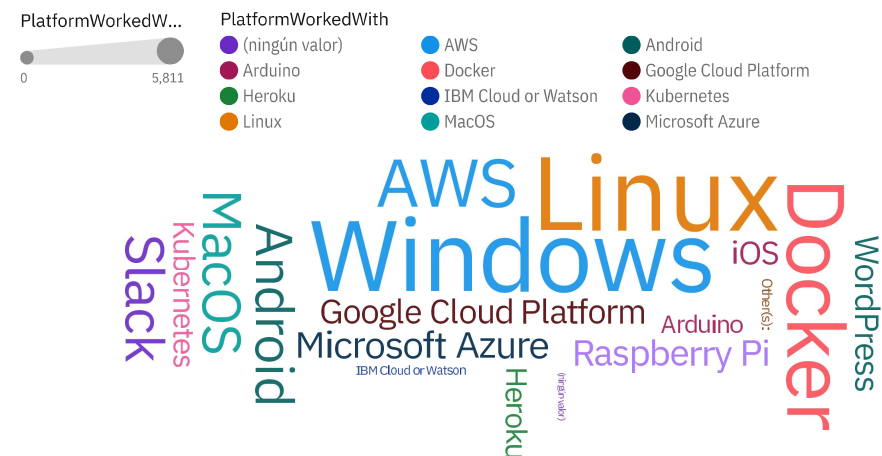 PlatformWorkedW...
PlatformWorkedWith
0
5,811
(ningún valor)
AWS
Android
Arduino
Docker
Google Cloud Platform
Heroku
IBM Cloud or Watson
Kubernetes
Linux
MacOS
Microsoft Azure
AWS
Linux
Windows
Docker
iOS
WordPress
Slack
Kubernetes
MacOS
Android
Google Cloud Platform
Other(s):
Arduino
Microsoft Azure
Raspberry Pi
IBM Cloud or Watson
Heroku
(ningún valor)